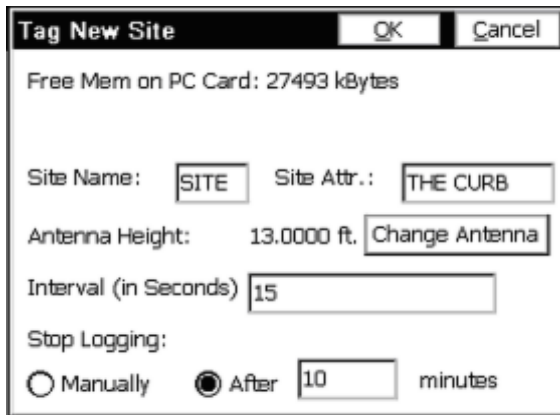 Tag New Site OK Cancel
Free Mem on PC Card: 27493 kBytes
Site Name: SITE Site Attr.: THE CURB
Antenna Height: 13.0000 ft. Change Antenna
Interval (in Seconds) 15
Stop Logging:
Manually After 10 minutes